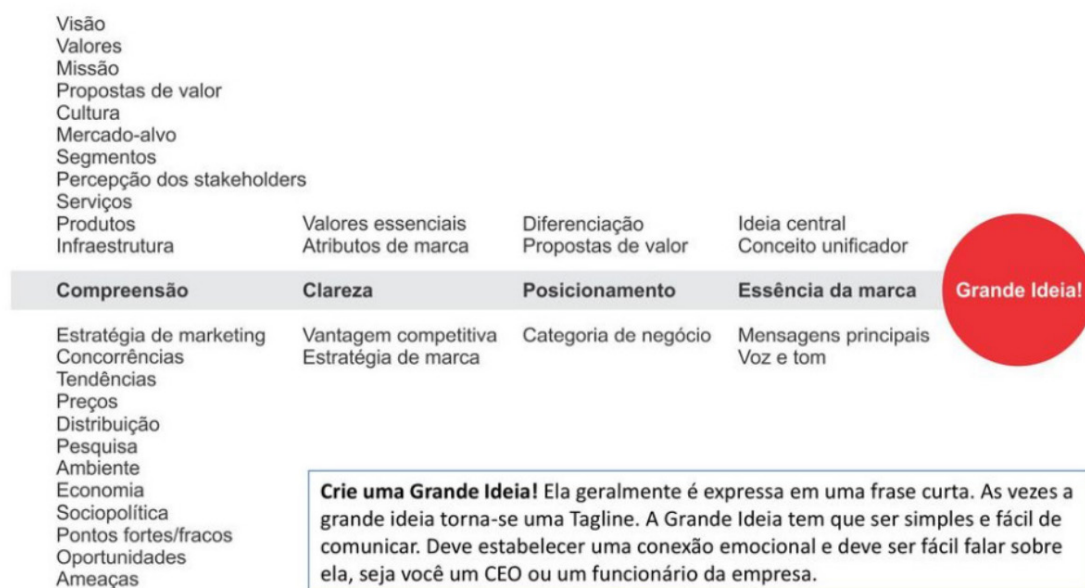 Visão
Valores
Missão
Propostas de valor
Cultura
Mercado-alvo
Segmentos
Percepção dos stakeholders
Serviços
Produtos
Infraestrutura
Valores essenciais
Atributos de marca
Diferenciação
Propostas de valor
Ideia central
Conceito unificador
Compreensão
Clareza
Posicionamento
Essência da marca
Grande Ideia!
Estratégia de marketing
Concorrências
Tendências
Preços
Distribuição
Pesquisa
Ambiente
Economia
Sociopolítica
Pontos fortes/fracos
Oportunidades
Ameaças
Vantagem competitiva
Estratégia de marca
Categoria de negócio
Mensagens principais
Voz e tom
Crie uma Grande Ideia! Ela geralmente é expressa em uma frase curta. As vezes a
grande ideia torna-se uma Tagline. A Grande Ideia tem que ser simples e fácil de
comunicar. Deve estabelecer uma conexão emocional e deve ser fácil falar sobre
ela, seja você um CEO ou um funcionário da empresa.